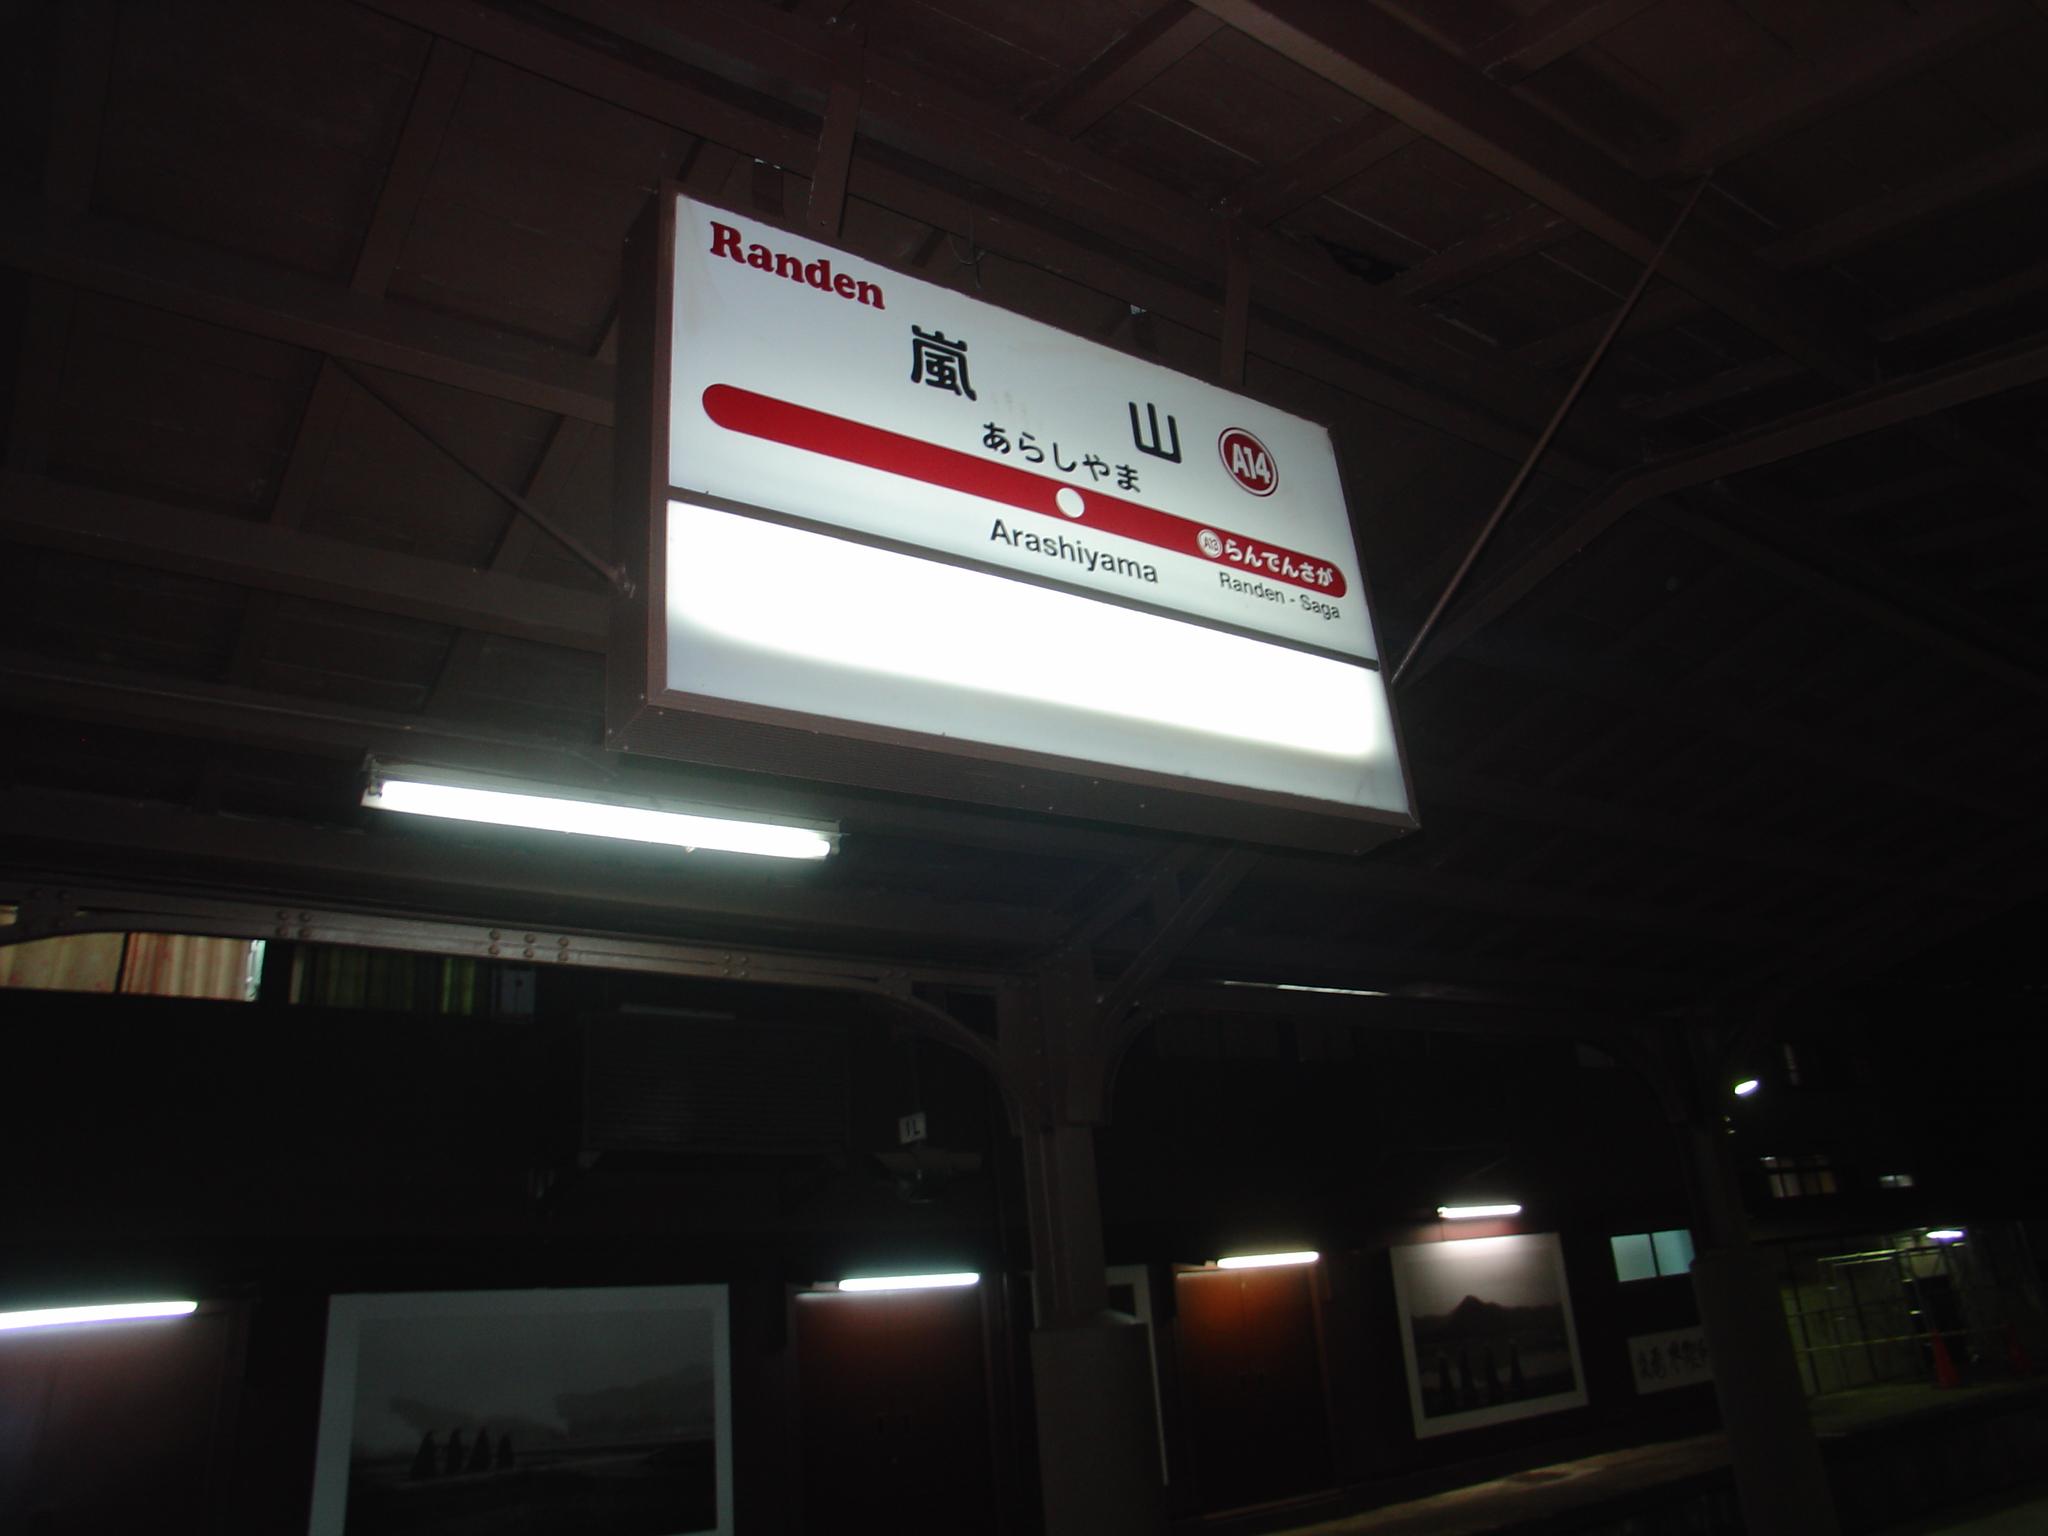 Randen
嵐山
A14
あらしやま
A13 らんでんさが
Arashiyama
Randen - Saga